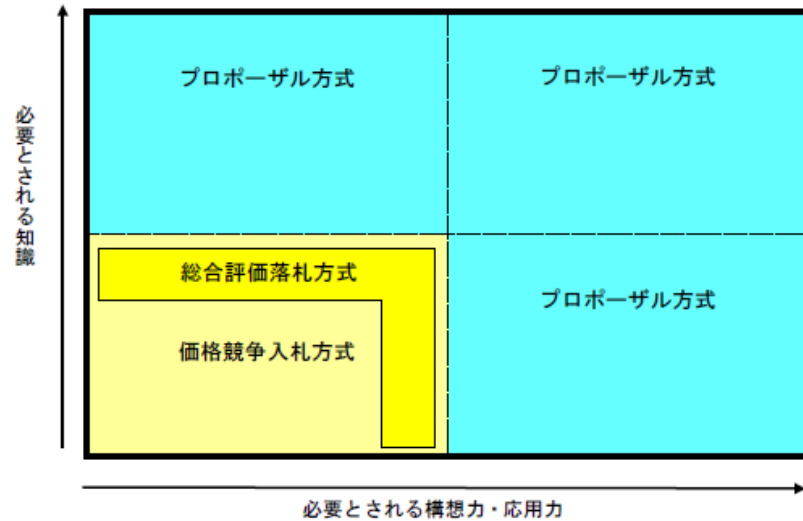 プロポーザル方式
プロポーザル方式
必要とされる知識
総合評価落札方式
プロポーザル方式
価格競争入札方式
必要とされる構想力・応用力